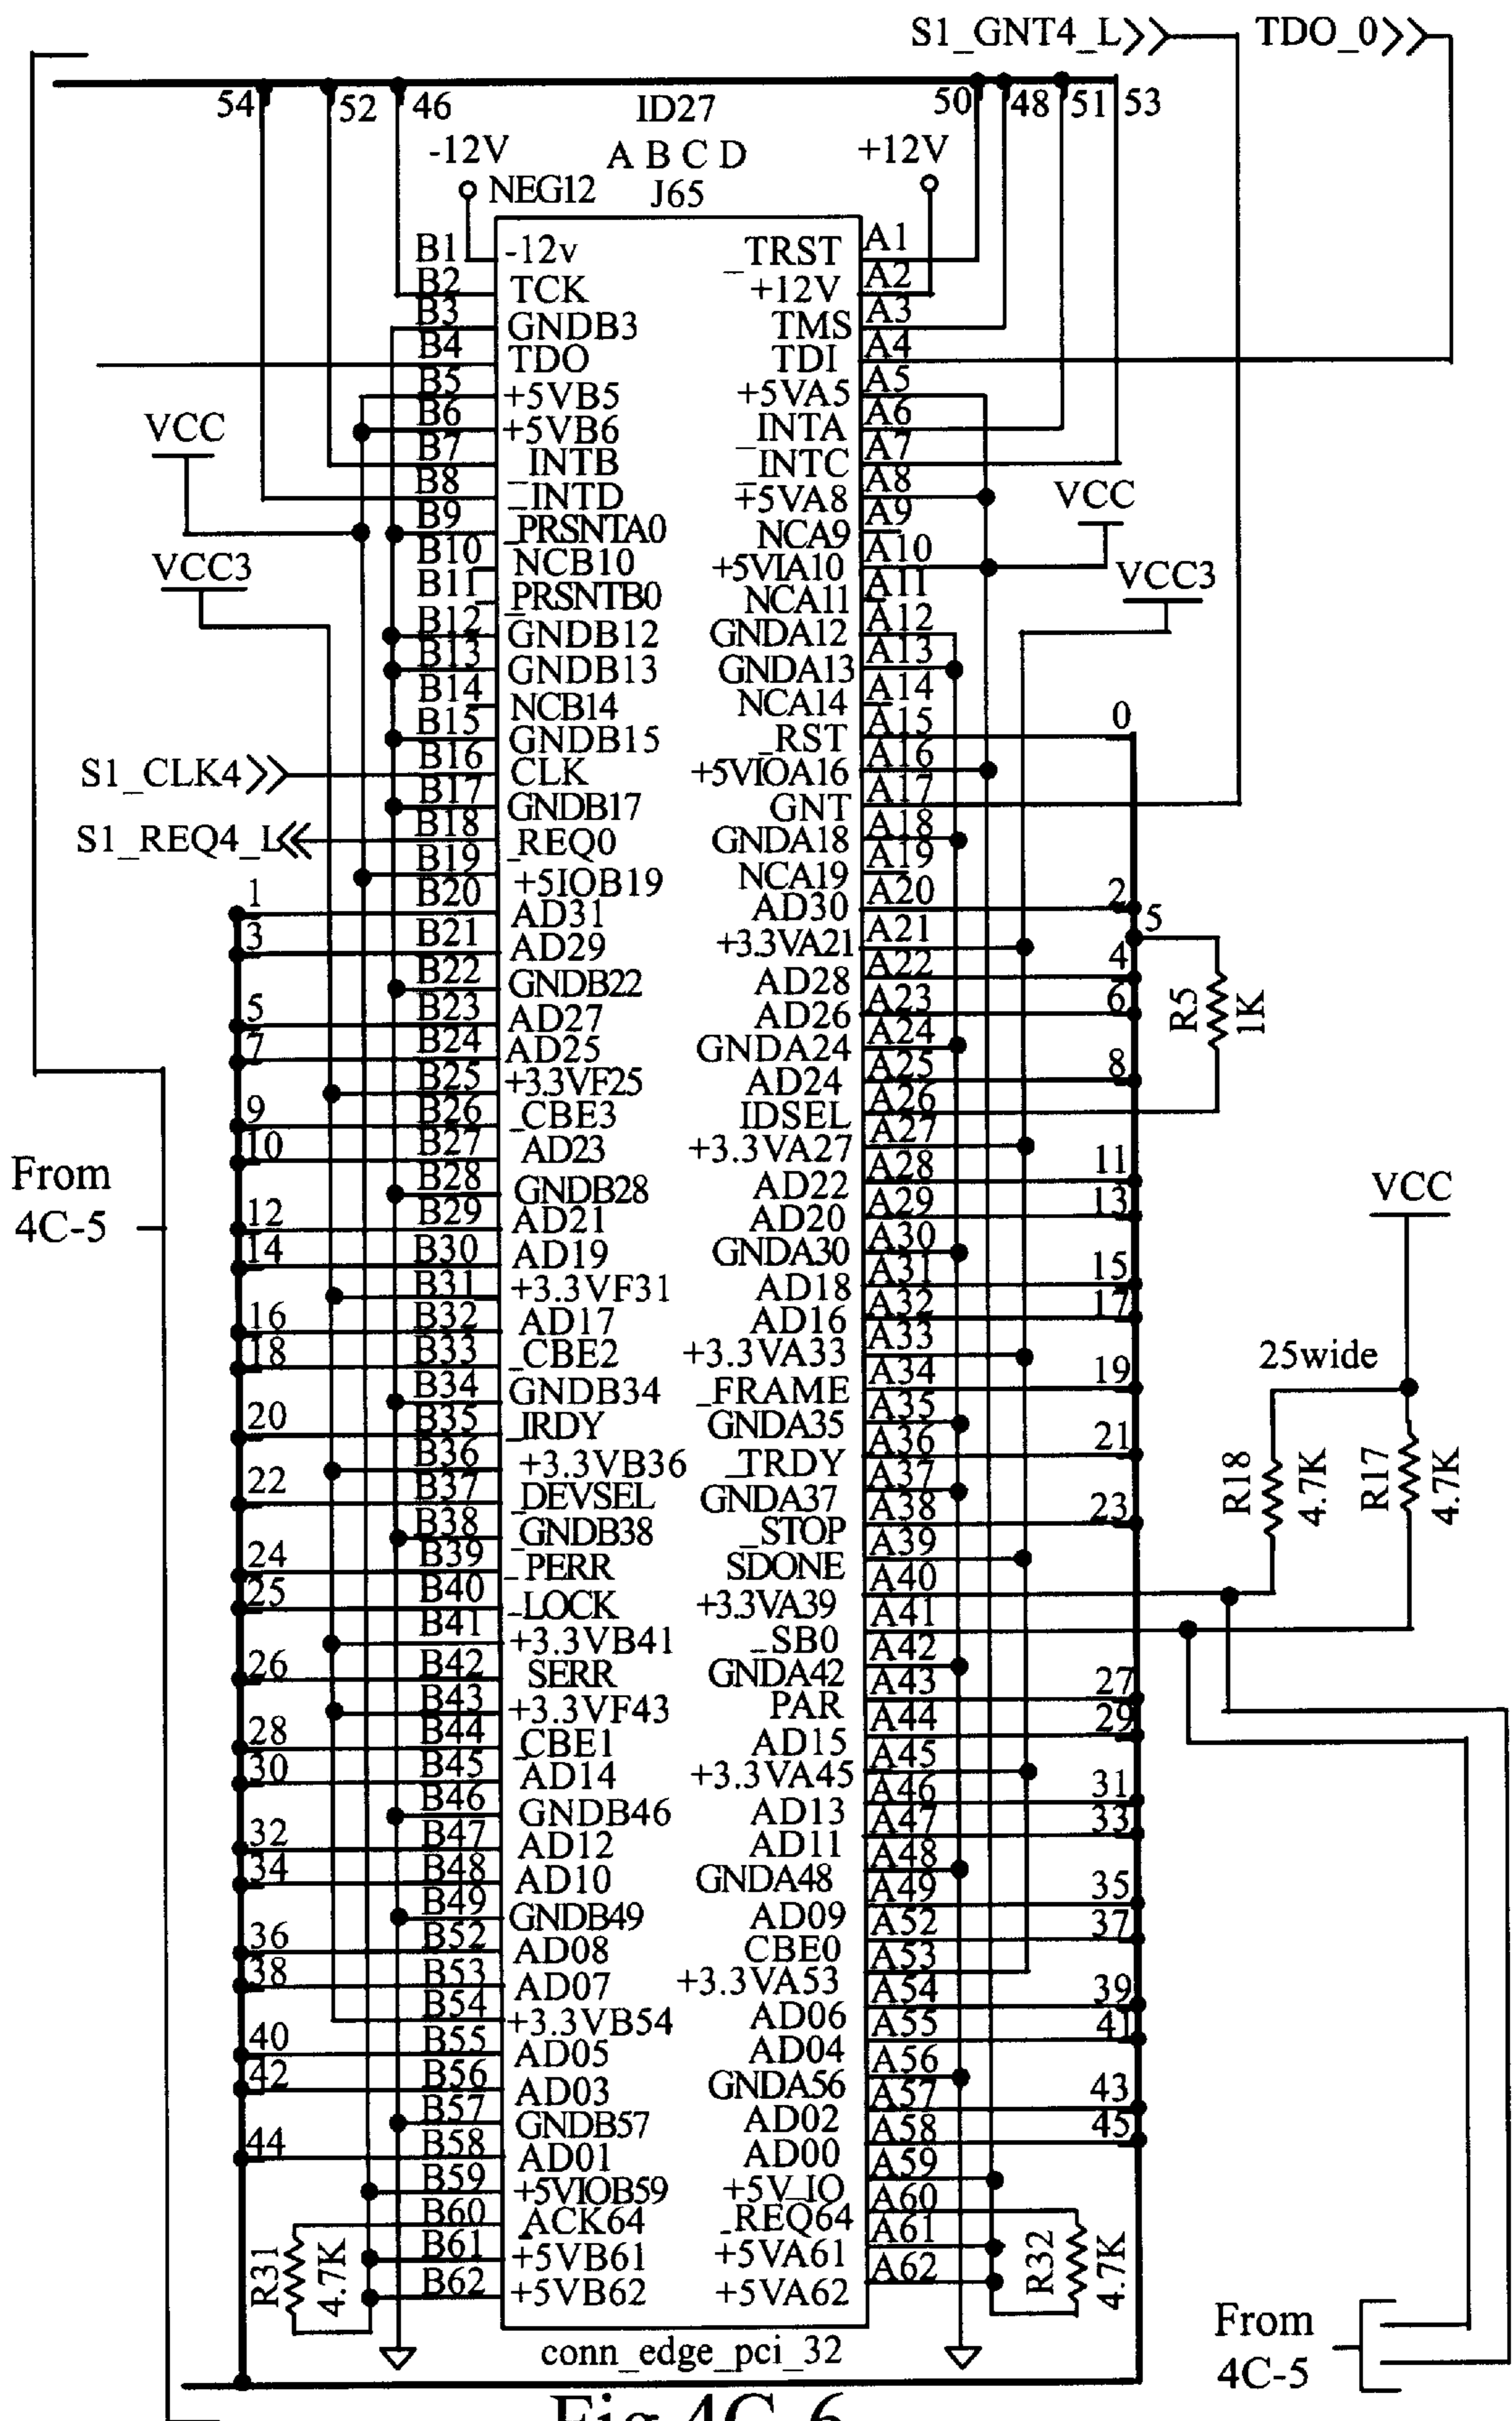 S1_GNT4_L TDO_0
54 52 46 ID27 50 48 51 53
-12V A B C D +12V
NEG12 J65
B1 -12v _TRST A1
B2 TCK +12V A2
B3 GNDB3 TMS A3
B4 TDO TDI A4
B5 +5VB5 +5VA5 A5
VCC B6 +5VB6 _INTA A6
B7 _INTB _INTC A7
B8 _INTD +5VA8 A8 VCC
B9 _PRSNTA0 NCA9 A9
VCC3 B10 NCB10 +5VIA10 A10 VCC3
B11 _PRSNTB0 NCA11 A11
B12 GNDB12 GNDA12 A12
B13 GNDB13 GNDA13 A13
B14 NCB14 NCA14 A14
B15 GNDB15 _RST A15 0
S1_CLK4 B16 CLK +5VIOA16 A16
B17 GNDB17 GNT A17
S1_REQ4_L B18 _REQ0 GNDA18 A18
B19 +5IOB19 NCA19 A19
1 B20 AD31 AD30 A20 2
5
3 B21 AD29 +3.3VA21 A21
B22 GNDB22 AD28 A22 4
5 B23 AD27 AD26 A23 6 R5 1K
7 B24 AD25 GNDA24 A24
B25 +3.3VF25 AD24 A25 8
9 B26 _CBE3 IDSEL A26
10 B27 AD23 +3.3VA27 A27
From
4C-5
B28 GNDB28 AD22 A28 11 VCC
12 B29 AD21 AD20 A29 13
14 B30 AD19 GNDA30 A30
B31 +3.3VF31 AD18 A31 15
16 B32 AD17 AD16 A32 17
18 B33 _CBE2 +3.3VA33 A33 25wide
B34 GNDB34 _FRAME A34 19
20 B35 _IRDY GNDA35 A35
B36 +3.3VB36 _TRDY A36 21
R18 4.7K R17 4.7K
22 B37 _DEVSEL GNDA37 A37
B38 _GNDB38 _STOP A38 23
24 B39 _PERR SDONE A39
25 B40 -LOCK +3.3VA39 A40
B41 +3.3VB41 _SB0 A41
26 B42 SERR GNDA42 A42
B43 +3.3VF43 PAR A43 27
28 B44 _CBE1 AD15 A44 29
30 B45 AD14 +3.3VA45 A45
B46 GNDB46 AD13 A46 31
32 B47 AD12 AD11 A47 33
34 B48 AD10 GNDA48 A48
B49 GNDB49 AD09 A49 35
36 B52 AD08 CBE0 A52 37
38 B53 AD07 +3.3VA53 A53
B54 +3.3VB54 AD06 A54 39
40 B55 AD05 AD04 A55 41
42 B56 AD03 GNDA56 A56
B57 GNDB57 AD02 A57 43
44 B58 AD01 AD00 A58 45
B59 +5VIOB59 +5V_IO A59
B60 _ACK64 _REQ64 A60
R31 4.7K B61 +5VB61 +5VA61 A61 R32 4.7K
B62 +5VB62 +5VA62 A62
conn_edge_pci_32
From
4C-5
Fig 4C-6